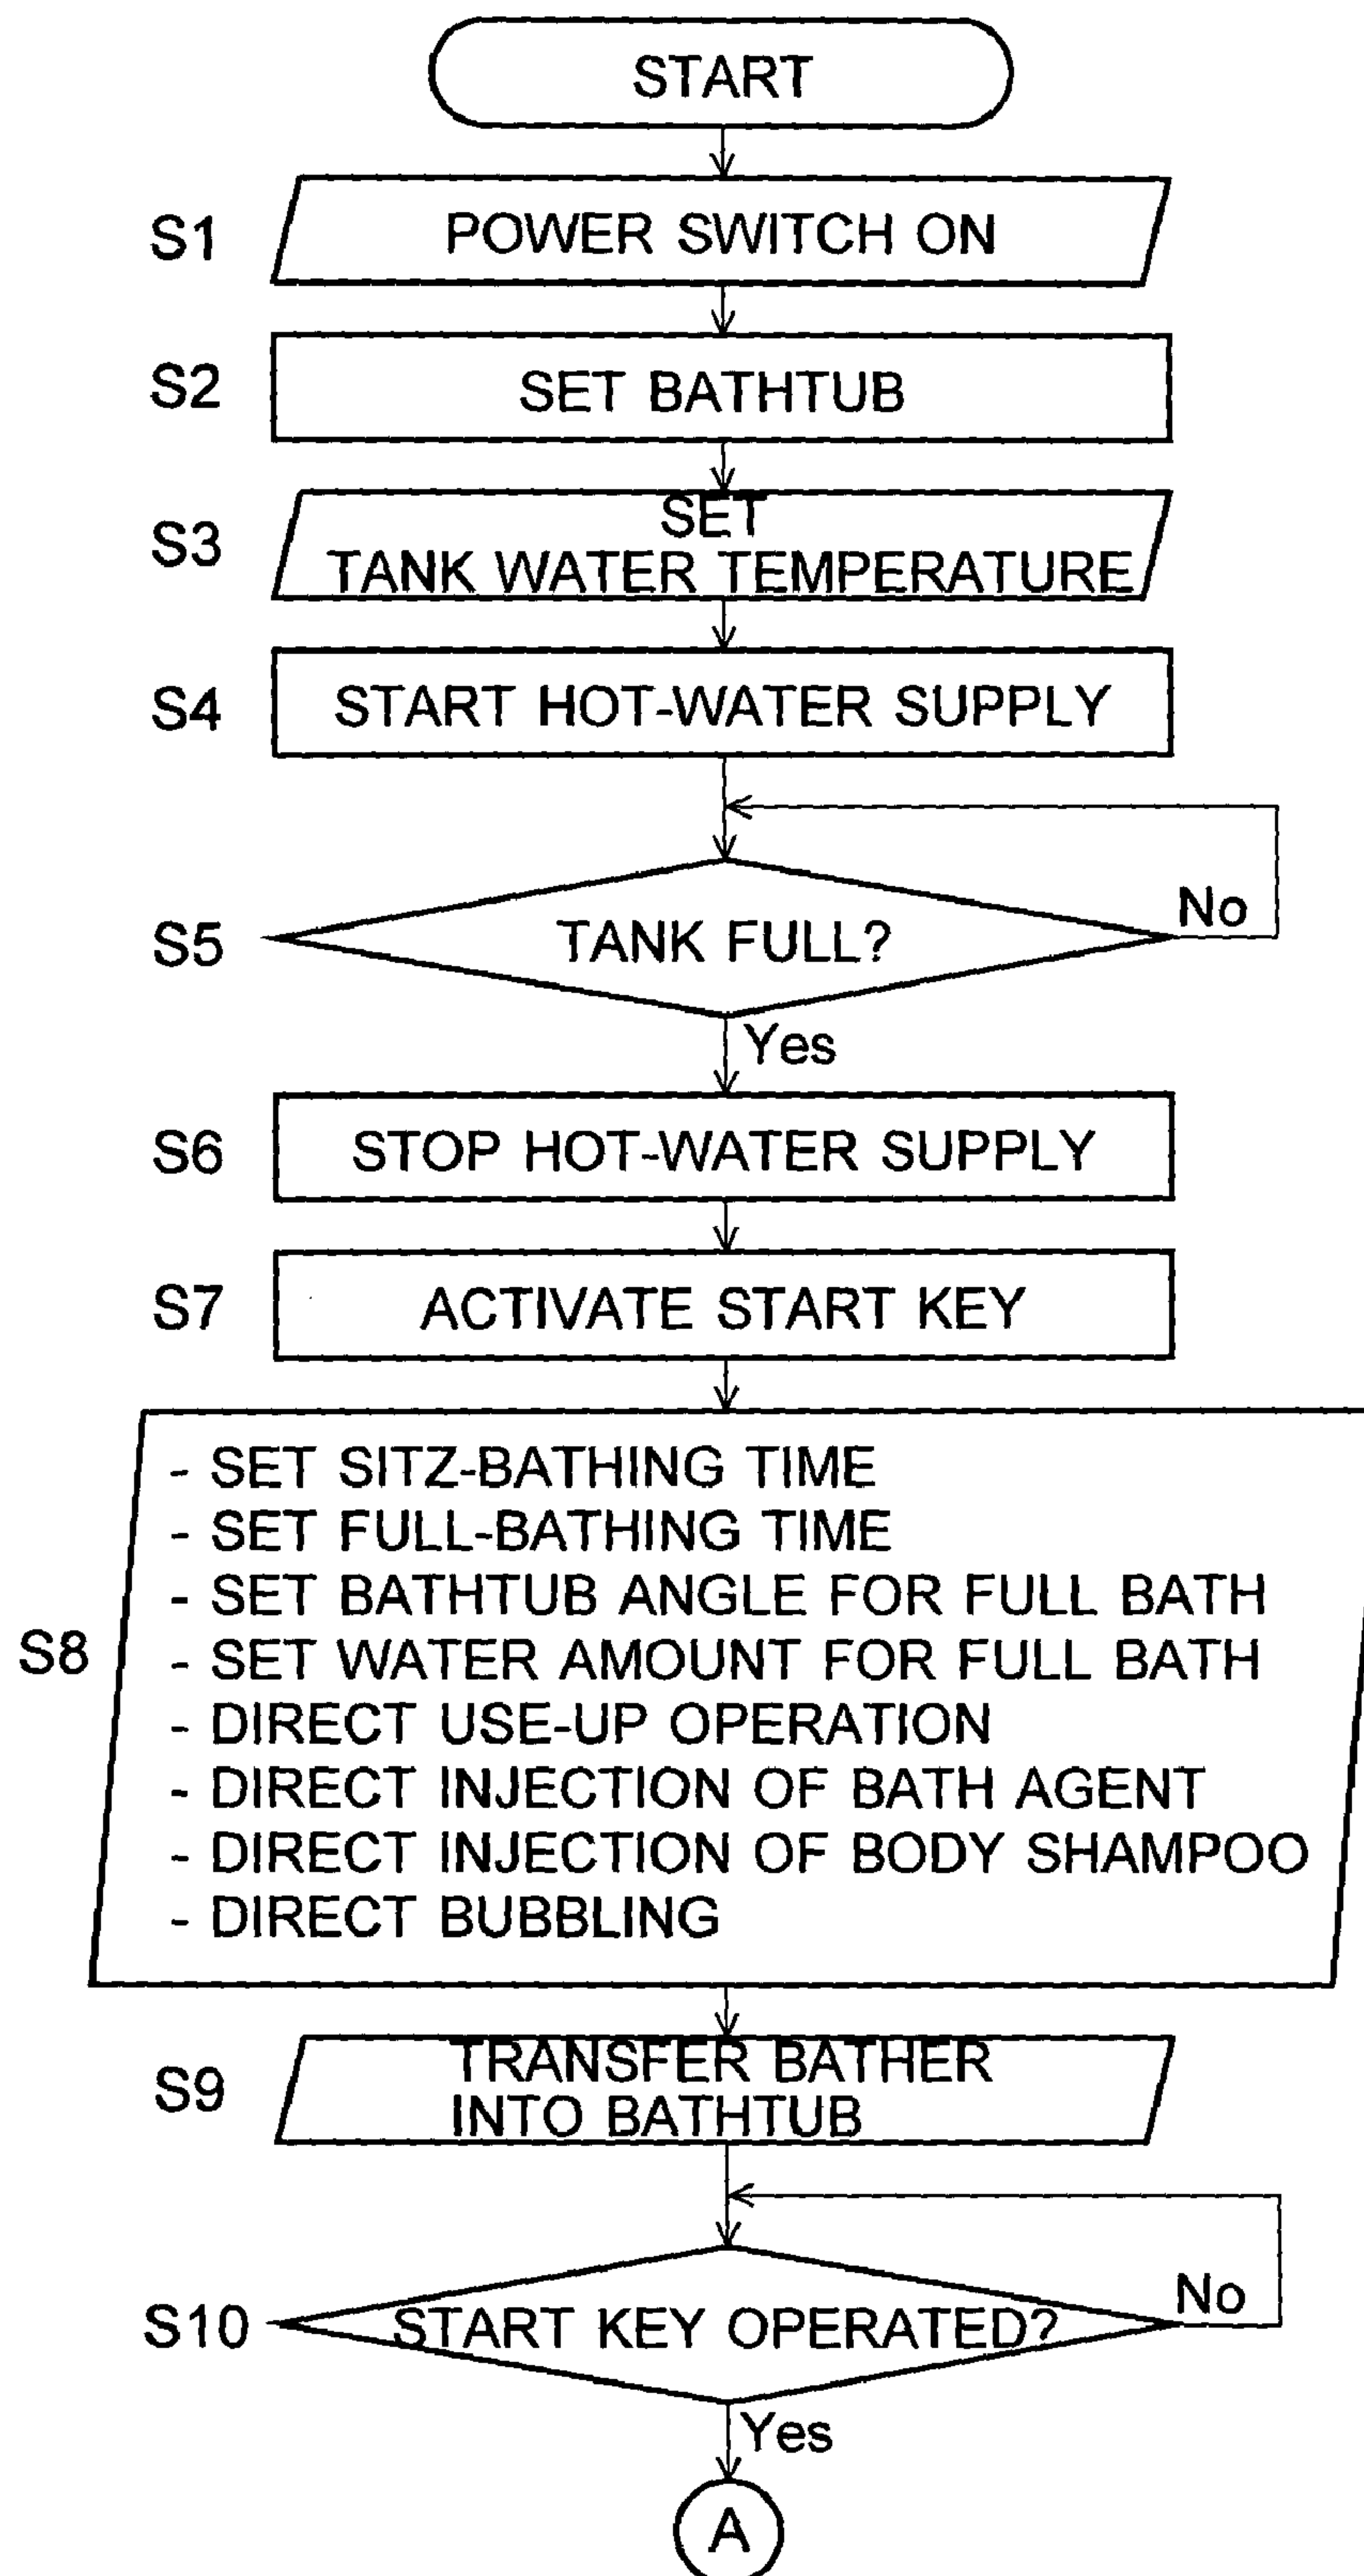 START
S1 POWER SWITCH ON
S2 SET BATHTUB
SET
S3 TANK WATER TEMPERATURE
S4 START HOT-WATER SUPPLY
No
S5 TANK FULL?
Yes
S6 STOP HOT-WATER SUPPLY
S7 ACTIVATE START KEY
- SET SITZ-BATHING TIME
- SET FULL-BATHING TIME
- SET BATHTUB ANGLE FOR FULL BATH
S8 - SET WATER AMOUNT FOR FULL BATH
- DIRECT USE-UP OPERATION
- DIRECT INJECTION OF BATH AGENT
- DIRECT INJECTION OF BODY SHAMPOO
- DIRECT BUBBLING
TRANSFER BATHER
S9 INTO BATHTUB
No
S10 START KEY OPERATED?
Yes
A